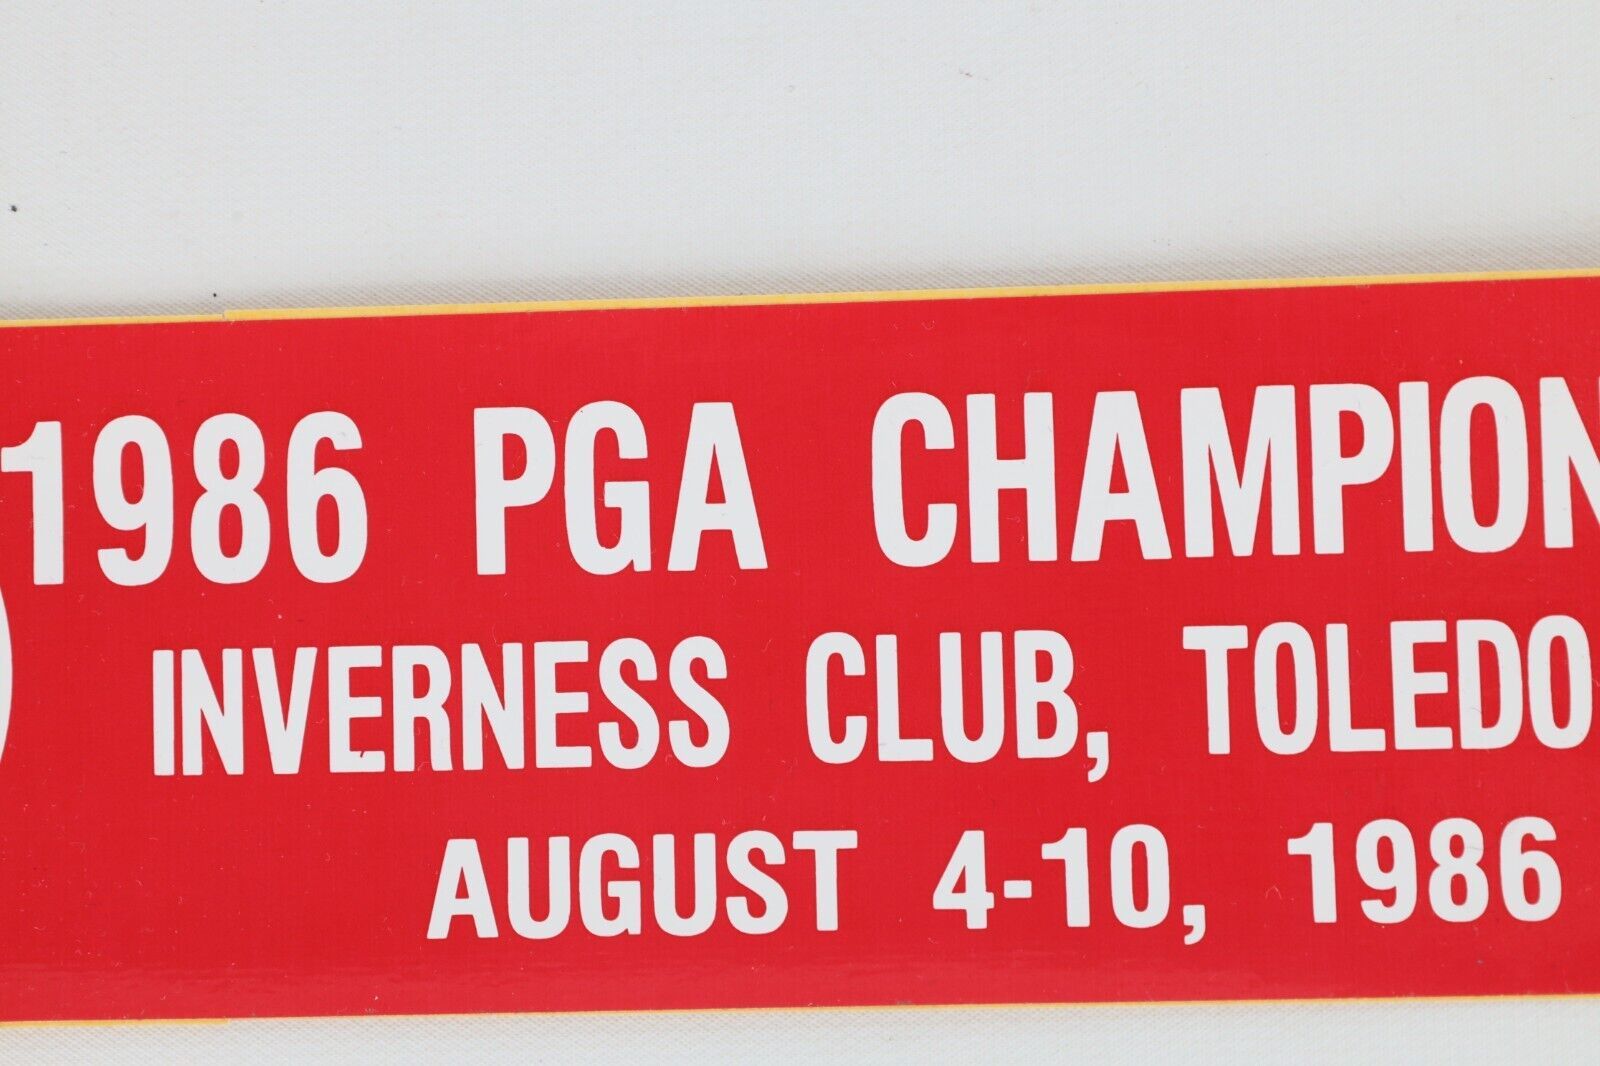 1986 PGA CHAMPION
INVERNESS CLUB, TOLEDO
AUGUST 4-10, 1986